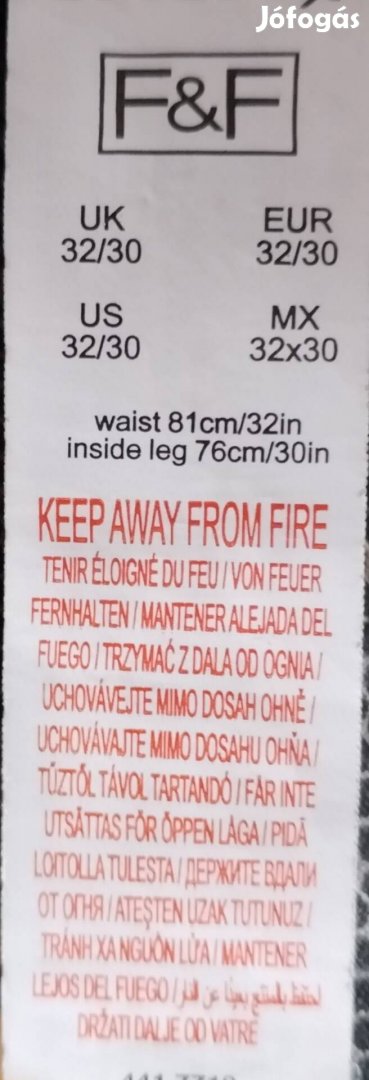 Jófogás
F&F
UK EUR
32/30 32/30
US MX
32/30 32x30
waist 81cm/32in
inside leg 76cm/30in
KEEP AWAY FROM FIRE
TENIR ÉLOIGNÉ DU FEU / VON FEUER
FERNHALTEN / MANTENER ALEJADA DEL
FUEGO / TRZYMAĆ Z DALA OD OGNIA /
UCHOVÁVEJTE MIMO DOSAH OHNĚ /
UCHOVÁVAJTE MIMO DOSAHU OHŇA /
TŰZTŐL TÁVOL TARTANDÓ / FÅR INTE
UTSÄTTAS FÖR ÖPPEN LÅGA / PIDÄ
LOITOLLA TULESTA / ДЕРЖИТЕ ВДАЛИ
ОТ ОГНЯ / ATEŞTEN UZAK TUTUNUZ /
TRÁNH XA NGUỒN LỬA / MANTENER
LEJOS DEL FUEGO / عن النار
DRŽATI DALJE OD VATRE